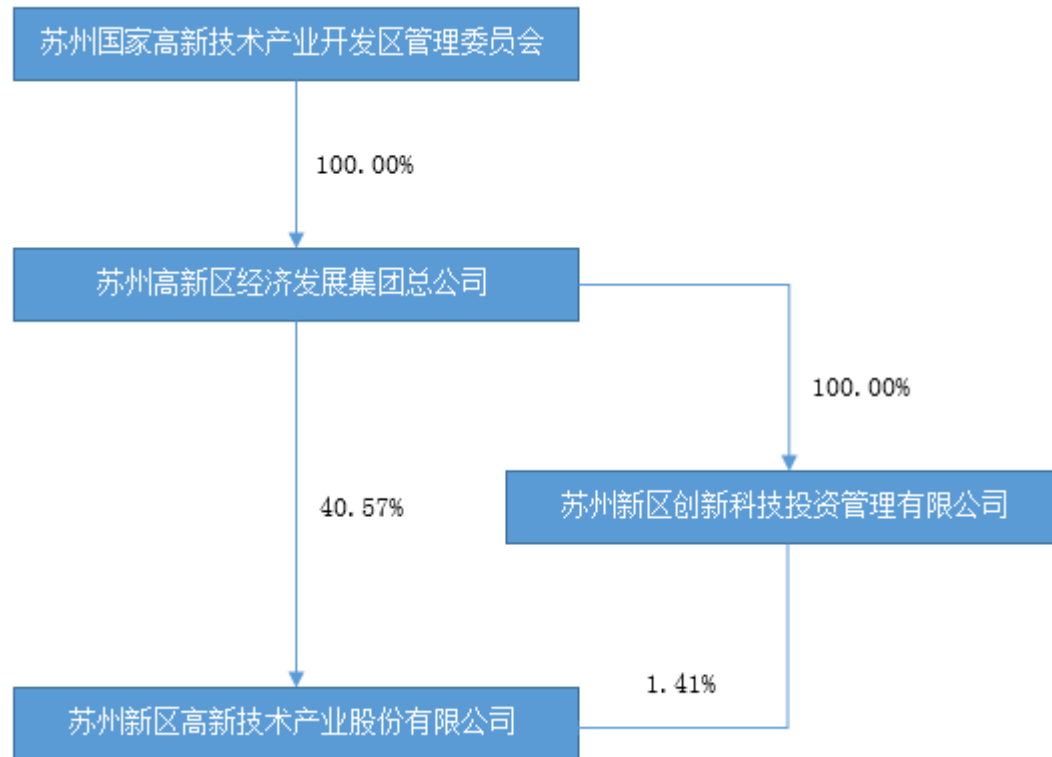 苏州国家高新技术产业开发区管理委员会
100.00%
苏州高新区经济发展集团总公司
100.00%
40.57%
苏州新区创新科技投资管理有限公司
1.41%
苏州新区高新技术产业股份有限公司